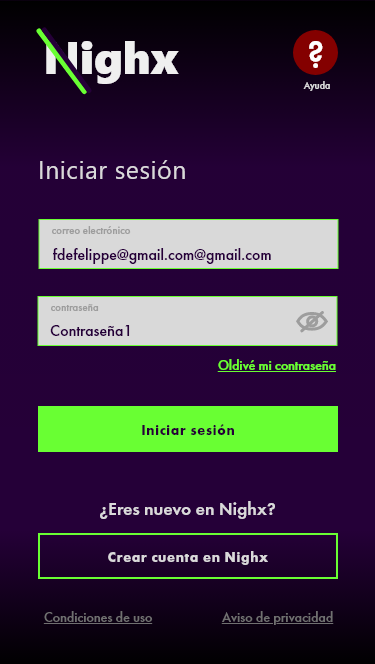 Nighx
?
Ayuda
Iniciar sesión
correo electrónico
fdefelippe@gmail.com@gmail.com
contraseña
Contraseña1
Oldivé mi contraseña
Iniciar sesión
¿Eres nuevo en Nighx?
Crear cuenta en Nighx
Condiciones de uso
Aviso de privacidad